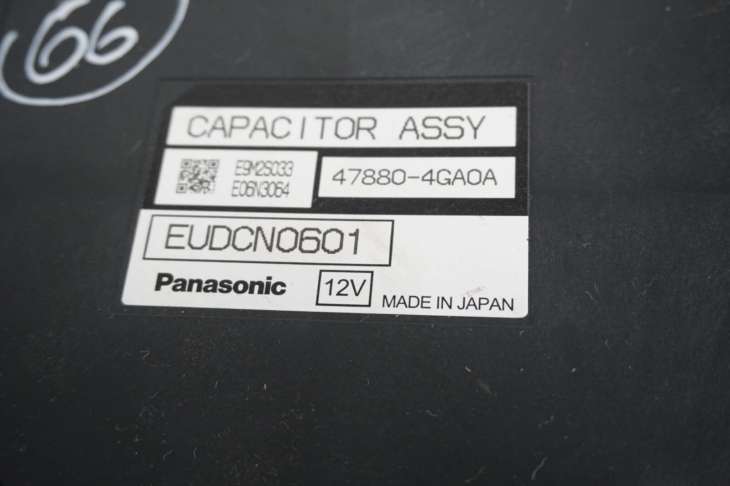 66
CAPACITOR ASSY
E9M2S033
E06N3064
47880-4GA0A
EUDCN0601
Panasonic
12V
MADE IN JAPAN